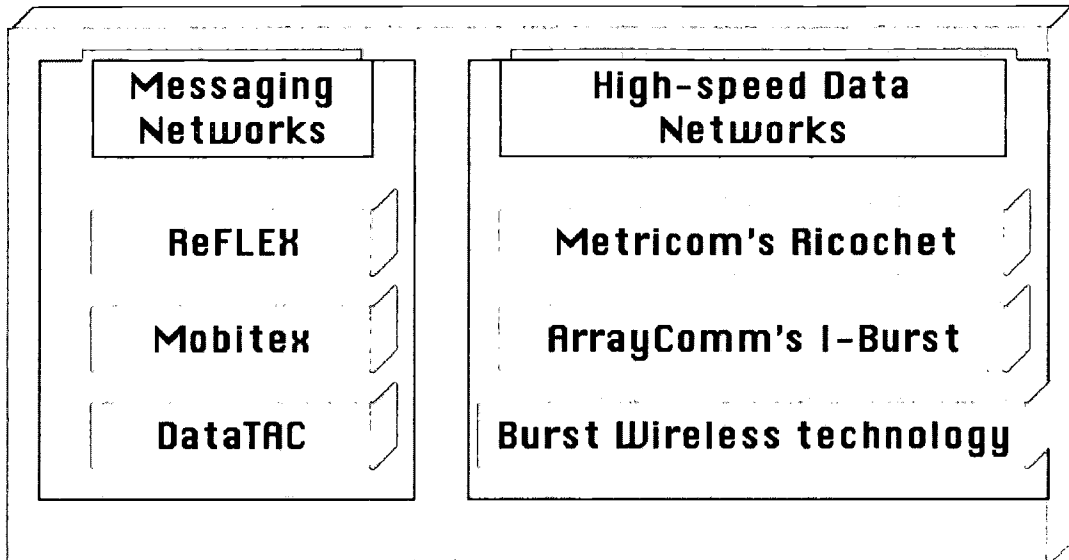 Messaging
Networks
ReFLEX
Mobitex
DataTAC
High-speed Data
Networks
Metricom's Ricochet
ArrayComm's I-Burst
Burst Wireless technology